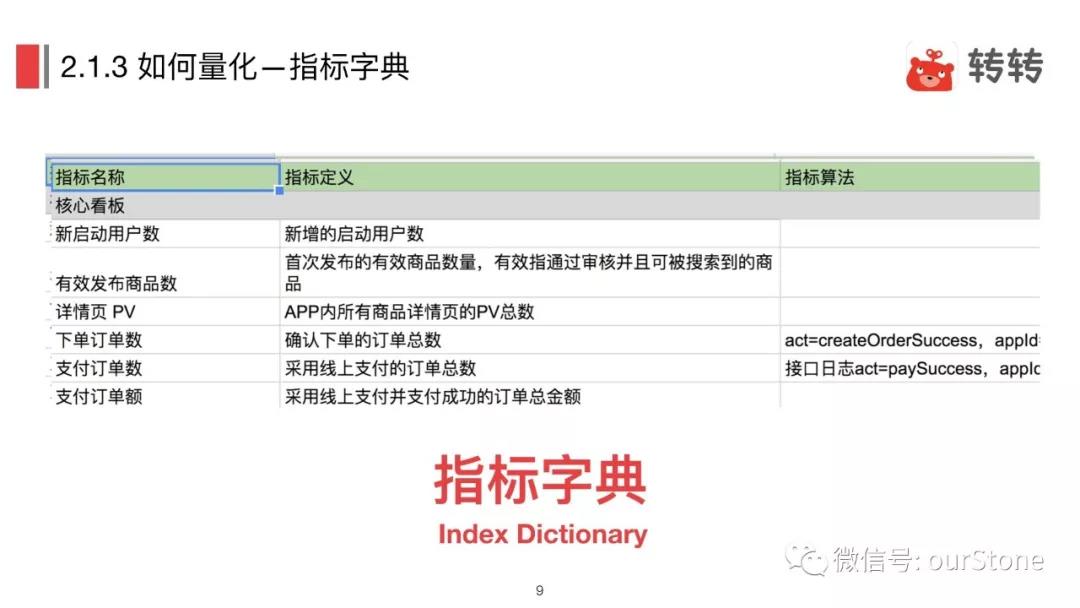 2.1.3 如何量化—指标字典
转转
指标名称 指标定义 指标算法
核心看板
新启动用户数 新增的启动用户数
有效发布商品数 首次发布的有效商品数量，有效指通过审核并且可被搜索到的商
品
详情页 PV APP内所有商品详情页的PV总数
下单订单数 确认下单的订单总数 act=createOrderSuccess，appId=
支付订单数 采用线上支付的订单总数 接口日志act=paySuccess，appId
支付订单额 采用线上支付并支付成功的订单总金额
指标字典
Index Dictionary
微信号: ourStone
9